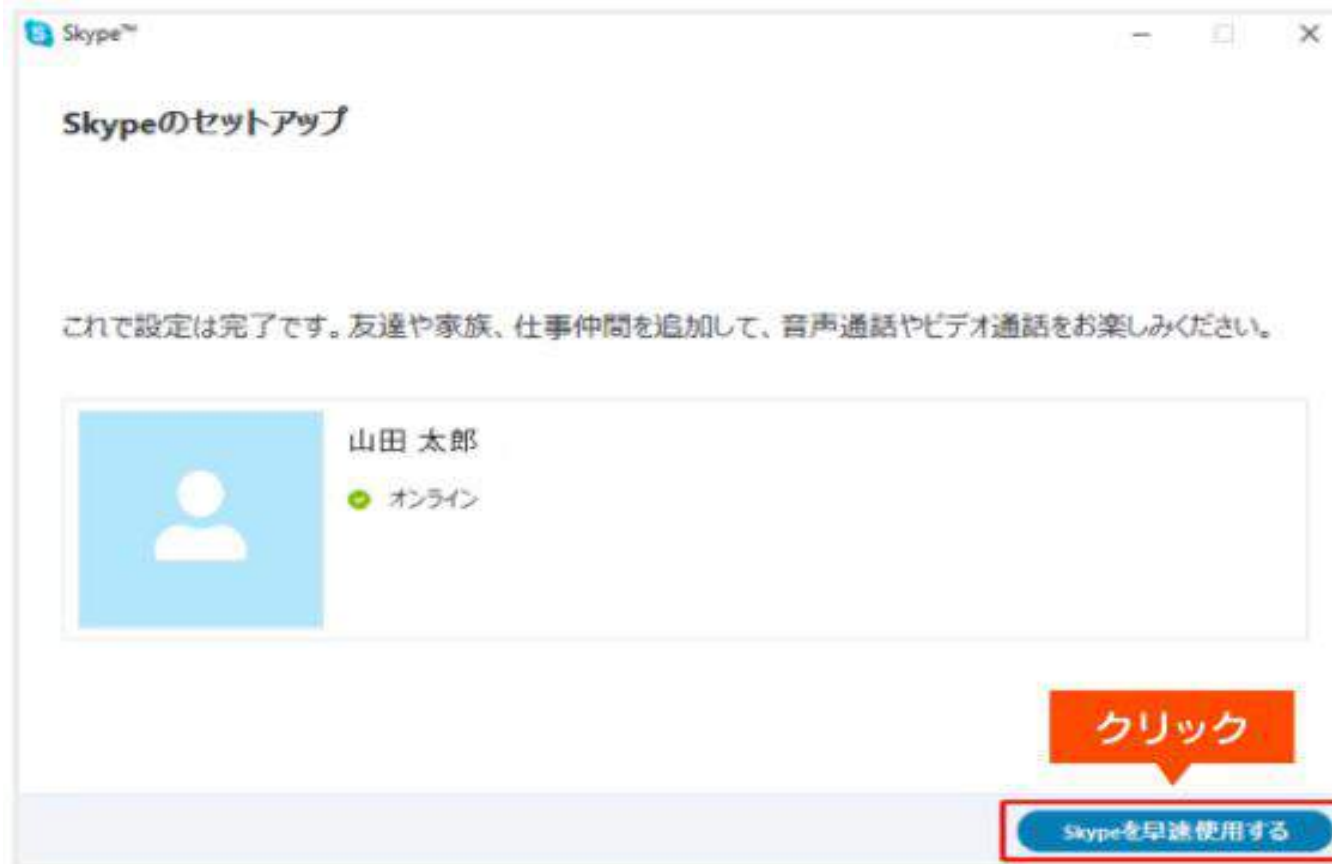 Skype™
Skypeのセットアップ
これで設定は完了です。友達や家族、仕事仲間を追加して、音声通話やビデオ通話をお楽しみください。
山田 太郎
オンライン
クリック
Skypeを早速使用する